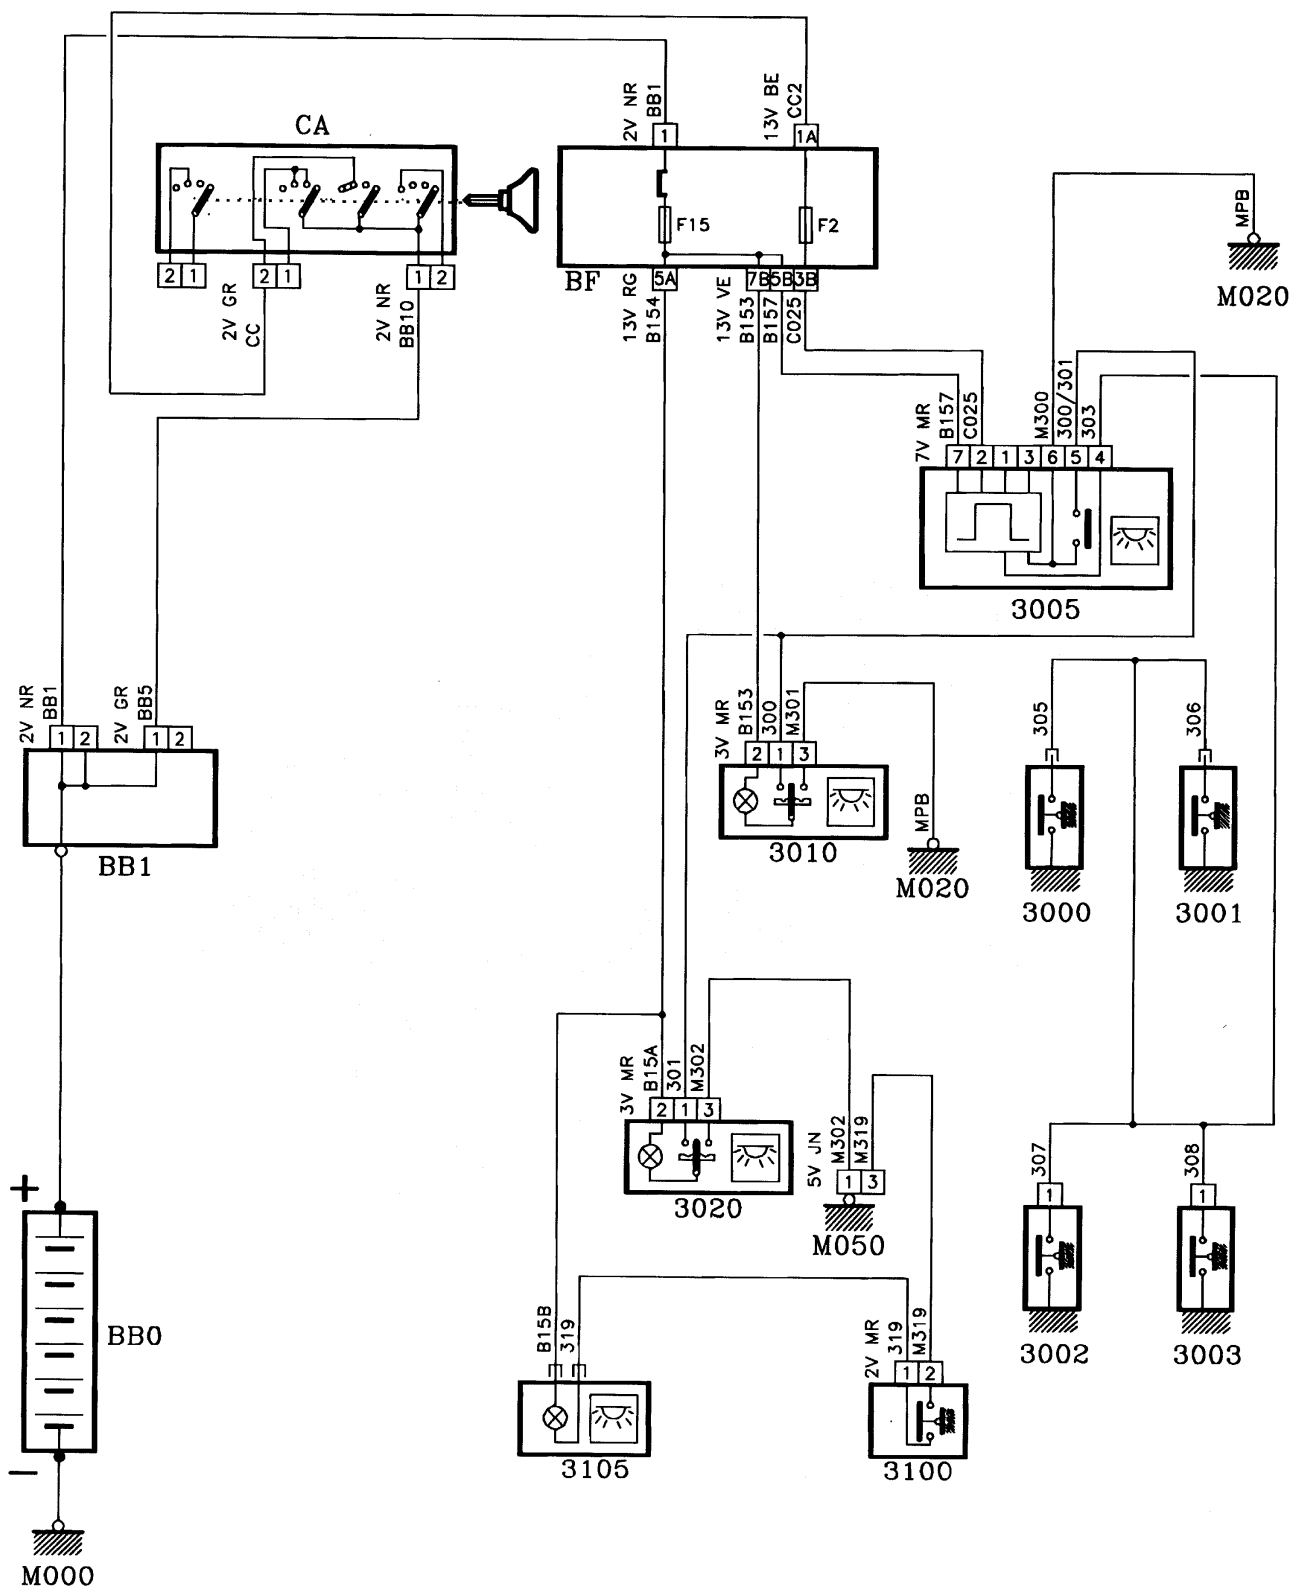 CA
2V NR
BB1
13V BE
CC2
1
1A
F15
F2
BF
5A
7B
5B
3B
13V RG
B154
13V VE
B153
B157
C025
2
1
2
1
1
2
2V GR
CC
2V NR
BB10
MPB
M020
7V MR
B157
C025
M300
300/301
303
7
2
1
3
6
5
4
3005
2V NR
BB1
2V GR
BB5
1
2
1
2
BB1
3V MR
B153
300
M301
2
1
3
3010
MPB
M020
305
306
3000
3001
3V MR
B15A
301
M302
2
1
3
3020
5V JN
M302
M319
1
3
M050
307
308
1
1
3002
3003
+
BB0
−
M000
B15B
319
3105
2V MR
319
M319
1
2
3100